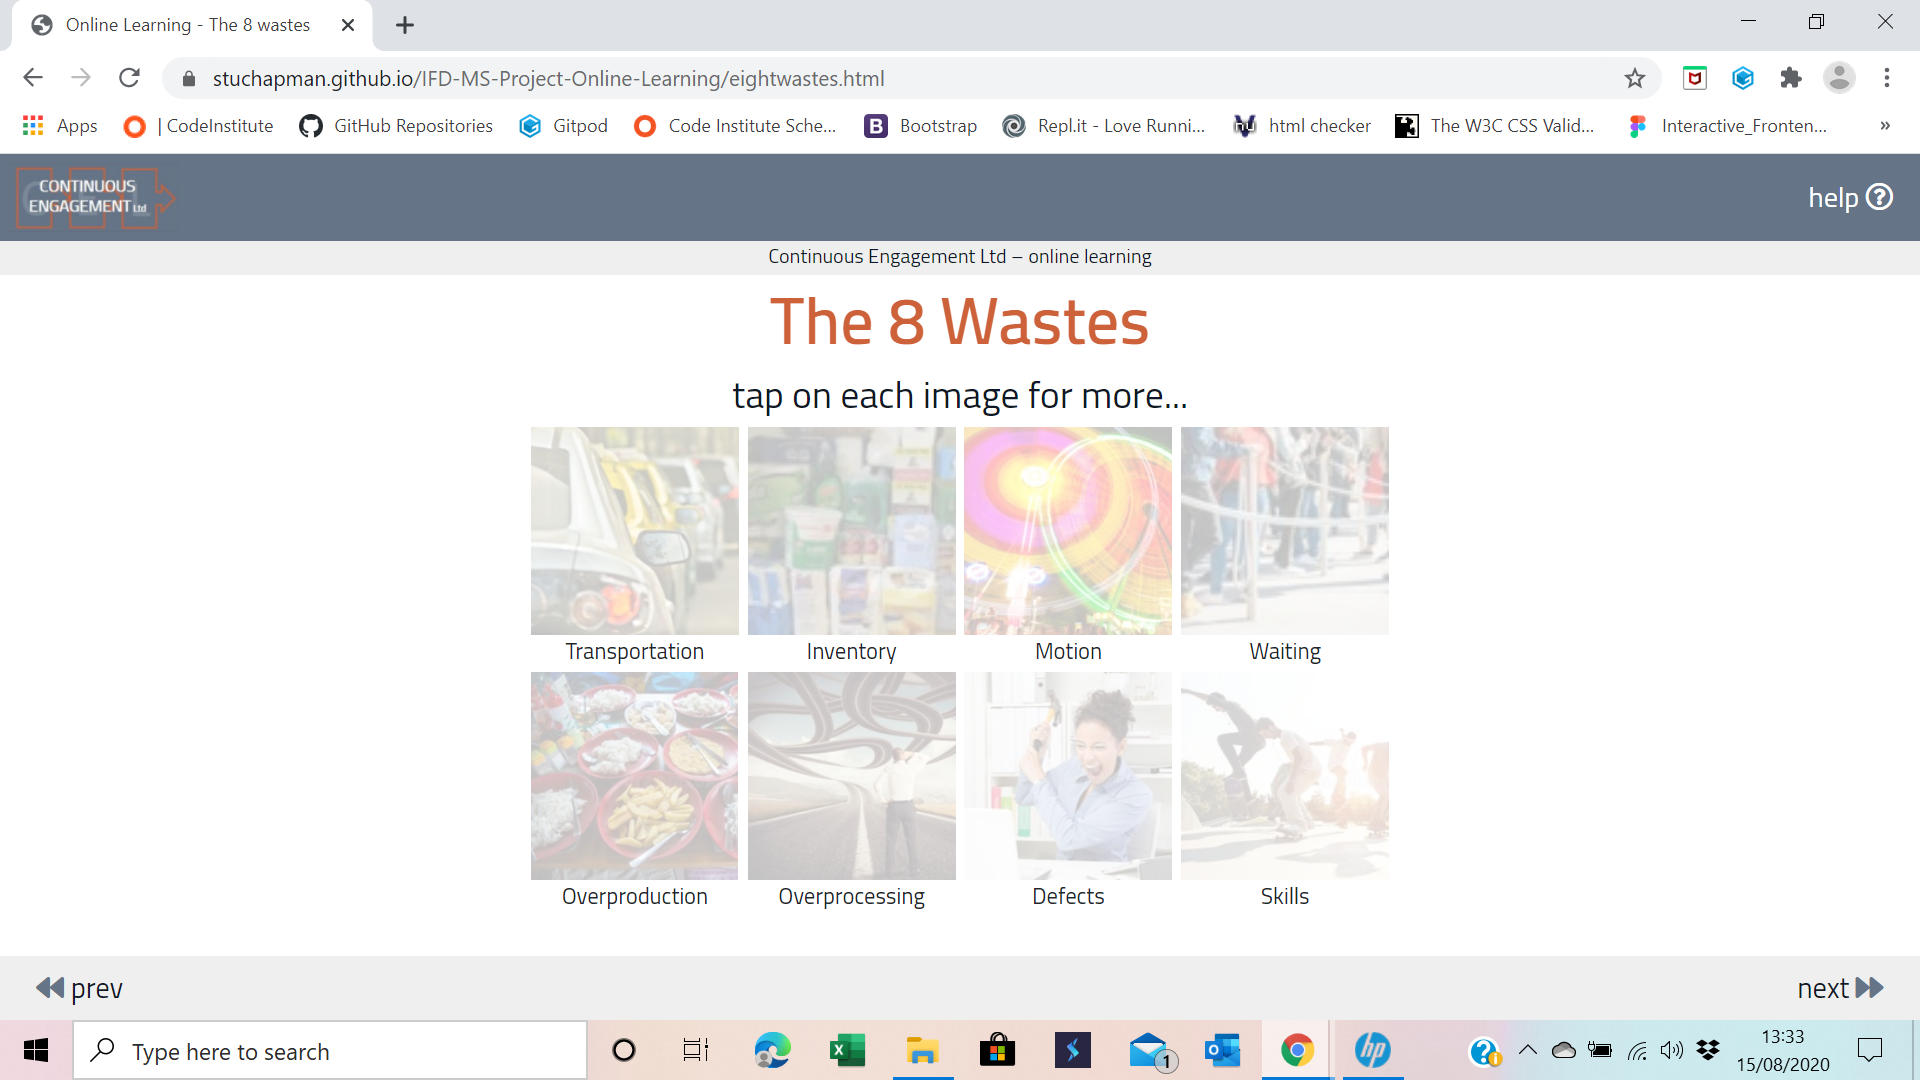 Online Learning - The 8 wastes
stuchapman.github.io/IFD-MS-Project-Online-Learning/eightwastes.html
Apps | CodeInstitute GitHub Repositories Gitpod Code Institute Sche... B Bootstrap Repl.it - Love Runni... html checker The W3C CSS Valid... Interactive_Fronten... »
CONTINUOUS
ENGAGEMENT Ltd
help ?
Continuous Engagement Ltd – online learning
The 8 Wastes
tap on each image for more...
Transportation Inventory Motion Waiting
Overproduction Overprocessing Defects Skills
prev next
Type here to search
1
hp
13:33
15/08/2020